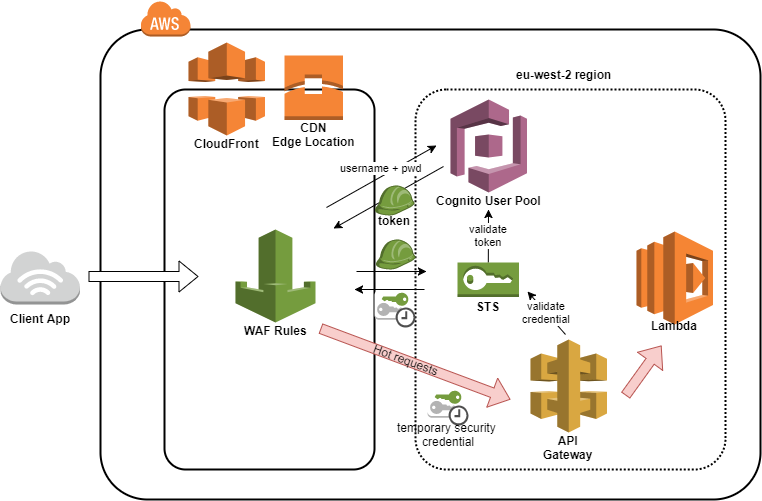 AWS
eu-west-2 region
CloudFront
CDN
Edge Location
username + pwd
Cognito User Pool
token
validate
token
Client App
WAF Rules
STS
validate
credential
Lambda
Hot requests
temporary security
credential
API
Gateway